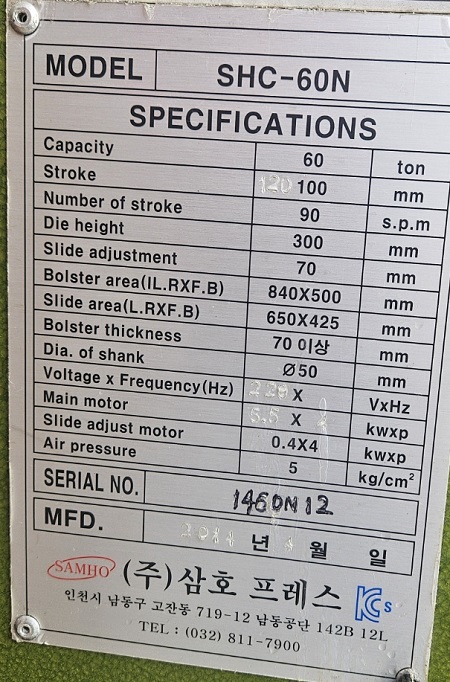 MODEL SHC-60N
SPECIFICATIONS
Capacity 60 ton
Stroke 120 100 mm
Number of stroke 90 s.p.m
Die height 300 mm
Slide adjustment 70 mm
Bolster area(IL.RXF.B) 840X500 mm
Slide area(L.RXF.B) 650X425 mm
Bolster thickness 70 이상 mm
Dia. of shank Ø50 mm
Voltage x Frequency(Hz) 220 X VxHz
Main motor 5.5 X kwxp
Slide adjust motor 0.4X4 kwxp
Air pressure 5 kg/cm²
SERIAL NO. 1460N12
MFD. 년 월 일
SAMHO (주)삼호 프레스 KCs
인천시 남동구 고잔동 719-12 남동공단 142B 12L
TEL : (032) 811-7900